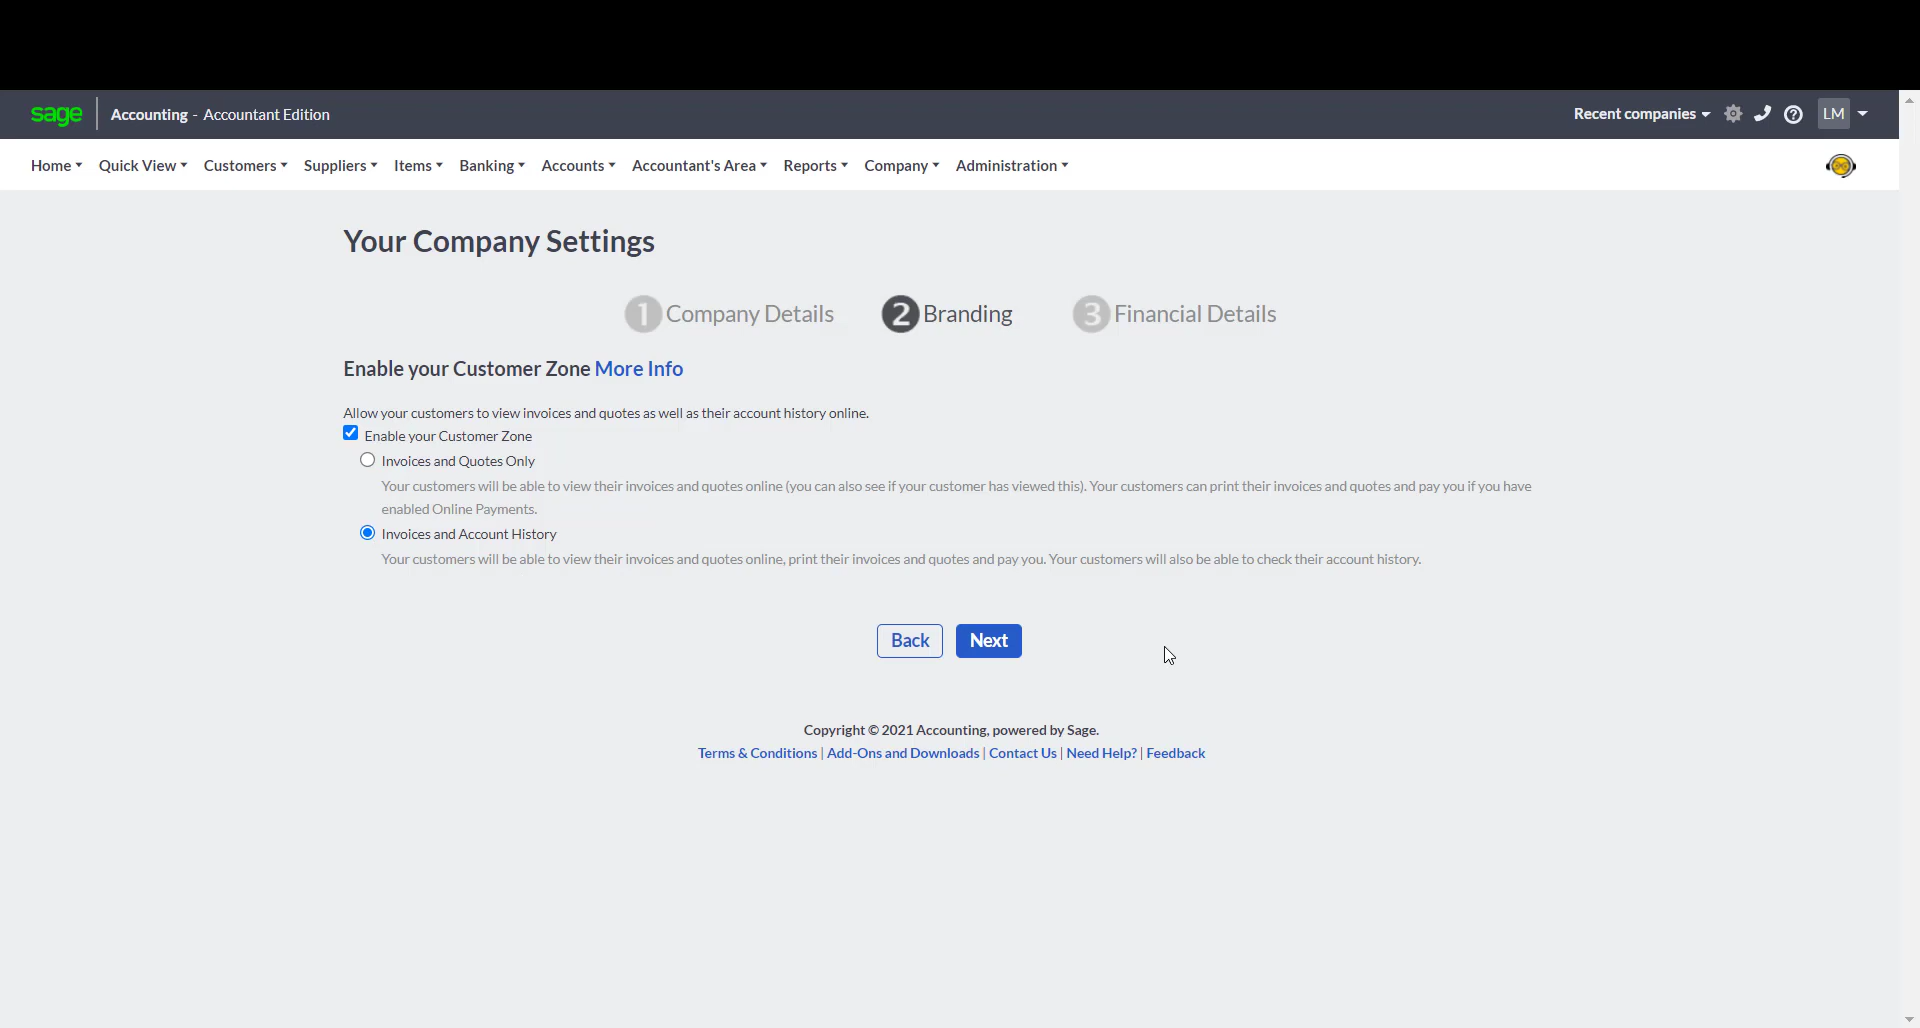 sage Accounting - Accountant Edition Recent companies LM
Home Quick View Customers Suppliers Items Banking Accounts Accountant's Area Reports Company Administration
Your Company Settings
1 Company Details 2 Branding 3 Financial Details
Enable your Customer Zone More Info
Allow your customers to view invoices and quotes as well as their account history online.
Enable your Customer Zone
Invoices and Quotes Only
Your customers will be able to view their invoices and quotes online (you can also see if your customer has viewed this). Your customers can print their invoices and quotes and pay you if you have
enabled Online Payments.
Invoices and Account History
Your customers will be able to view their invoices and quotes online, print their invoices and quotes and pay you. Your customers will also be able to check their account history.
Back Next
Copyright © 2021 Accounting, powered by Sage.
Terms & Conditions | Add-Ons and Downloads | Contact Us | Need Help? | Feedback